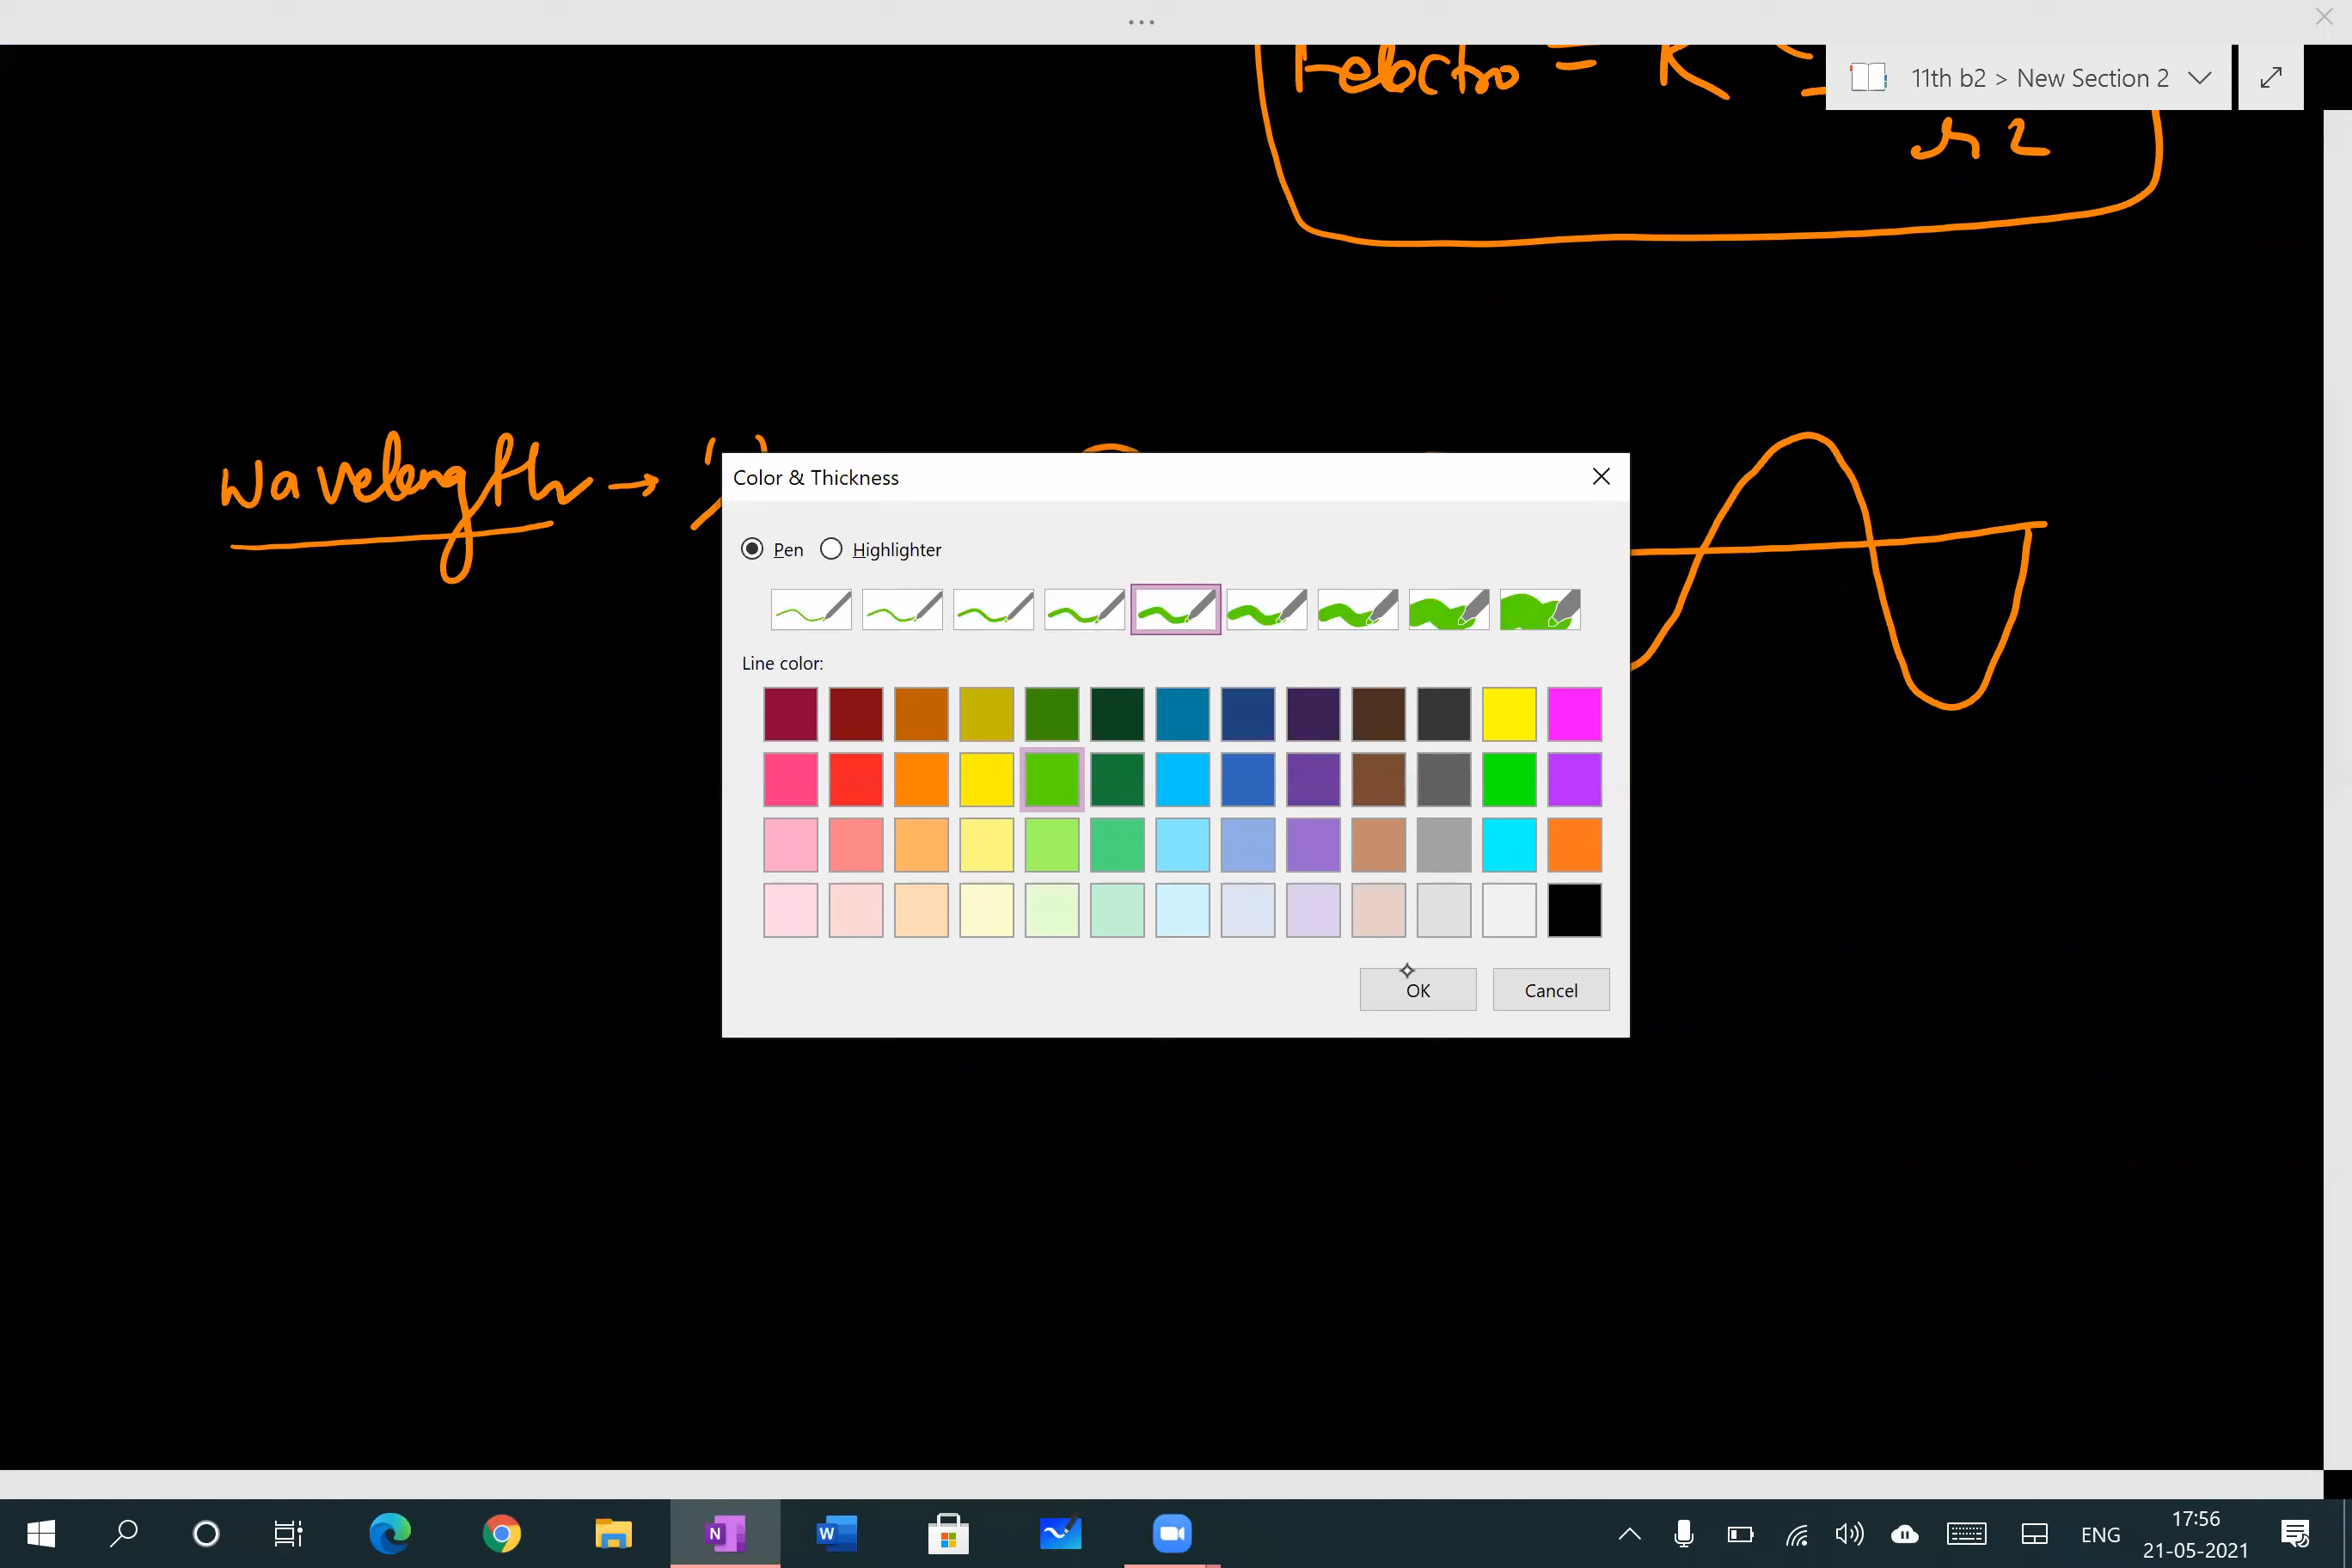 ...
Felectro = K
11th b2 > New Section 2
r2
Wavelength →
Color & Thickness
Pen Highlighter
Line color:
OK Cancel
N W ENG 17:56
21-05-2021